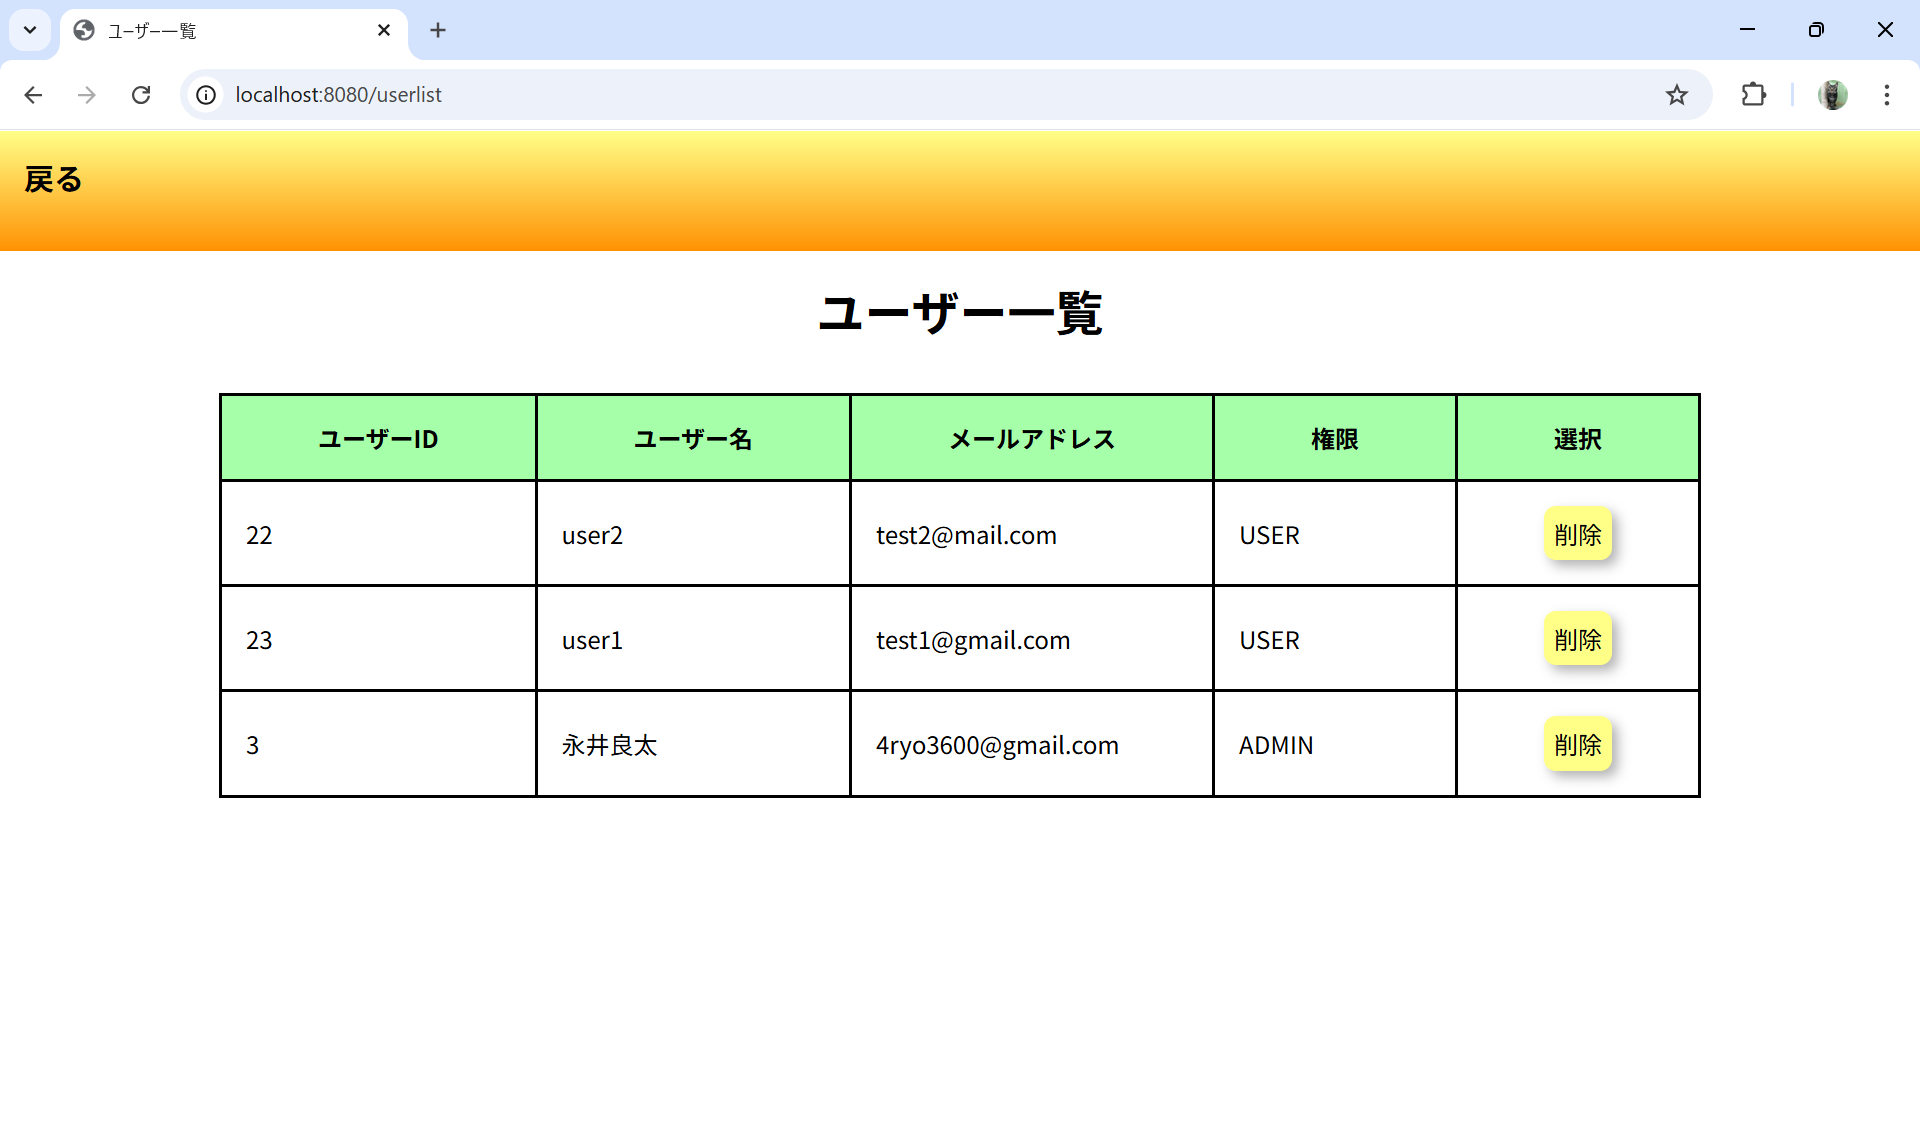 ユーザー一覧
localhost:8080/userlist
戻る
ユーザー一覧
ユーザーID ユーザー名 メールアドレス 権限 選択
22 user2 test2@mail.com USER 削除
23 user1 test1@gmail.com USER 削除
3 永井良太 4ryo3600@gmail.com ADMIN 削除